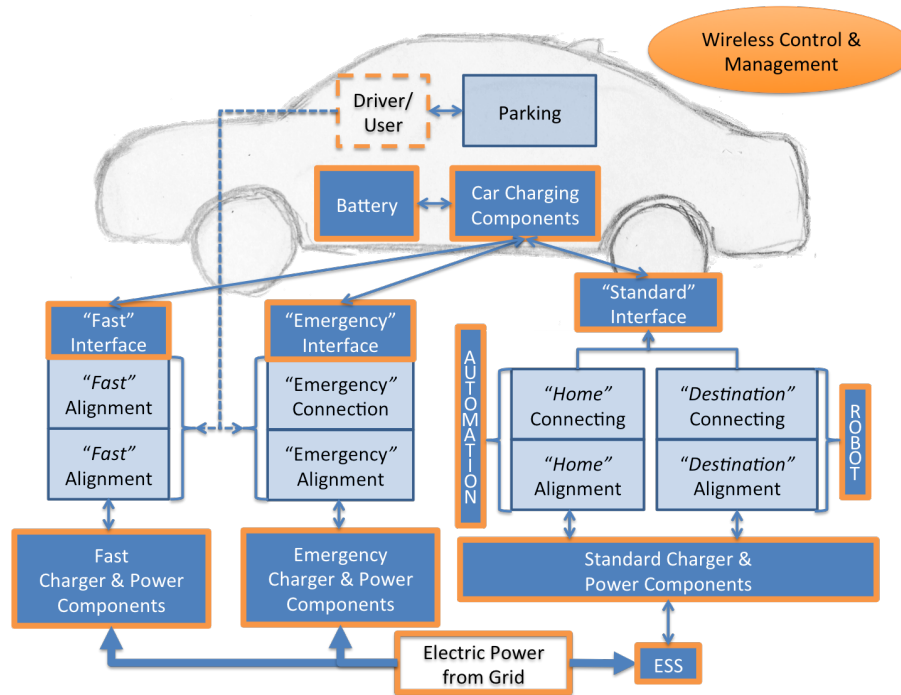 Wireless Control &
Management
Driver/
User
Parking
Battery
Car Charging
Components
“Fast”
Interface
“Emergency”
Interface
“Standard”
Interface
“Fast”
Alignment
“Fast”
Alignment
“Emergency”
Connection
“Emergency”
Alignment
AUTOMATION
“Home”
Connecting
“Home”
Alignment
“Destination”
Connecting
“Destination”
Alignment
ROBOT
Fast
Charger & Power
Components
Emergency
Charger & Power
Components
Standard Charger &
Power Components
Electric Power
from Grid
ESS